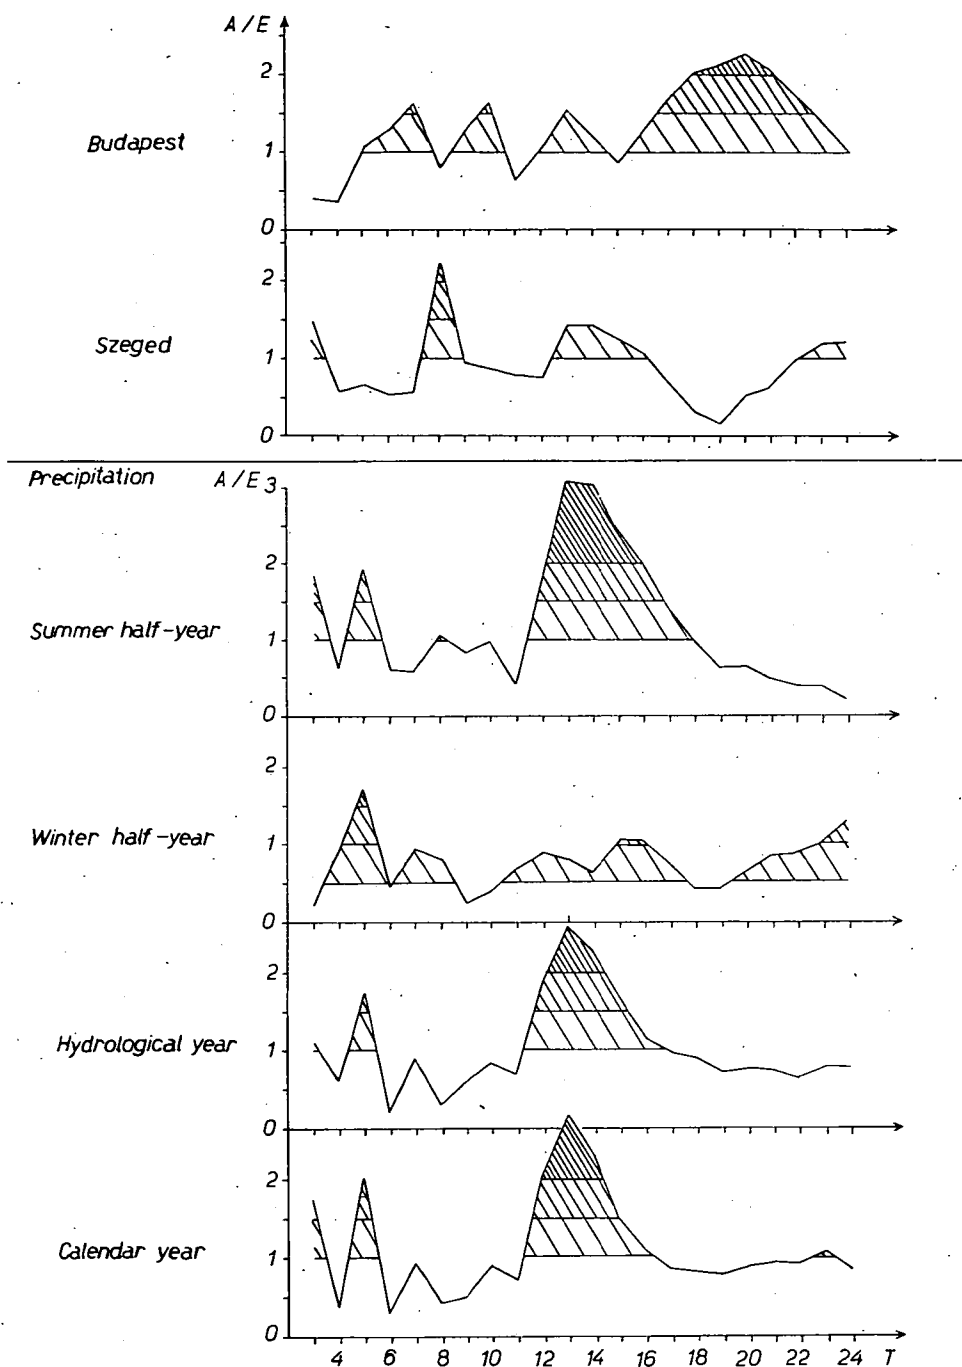 A/E
2
Budapest
1
0
2
Szeged
1
0
Precipitation A/E 3
2
Summer half-year
1
0
2
Winter half-year
1
0
2
Hydrological year
1
0
2
Calendar year
1
0
4 6 8 10 12 14 16 18 20 22 24 T